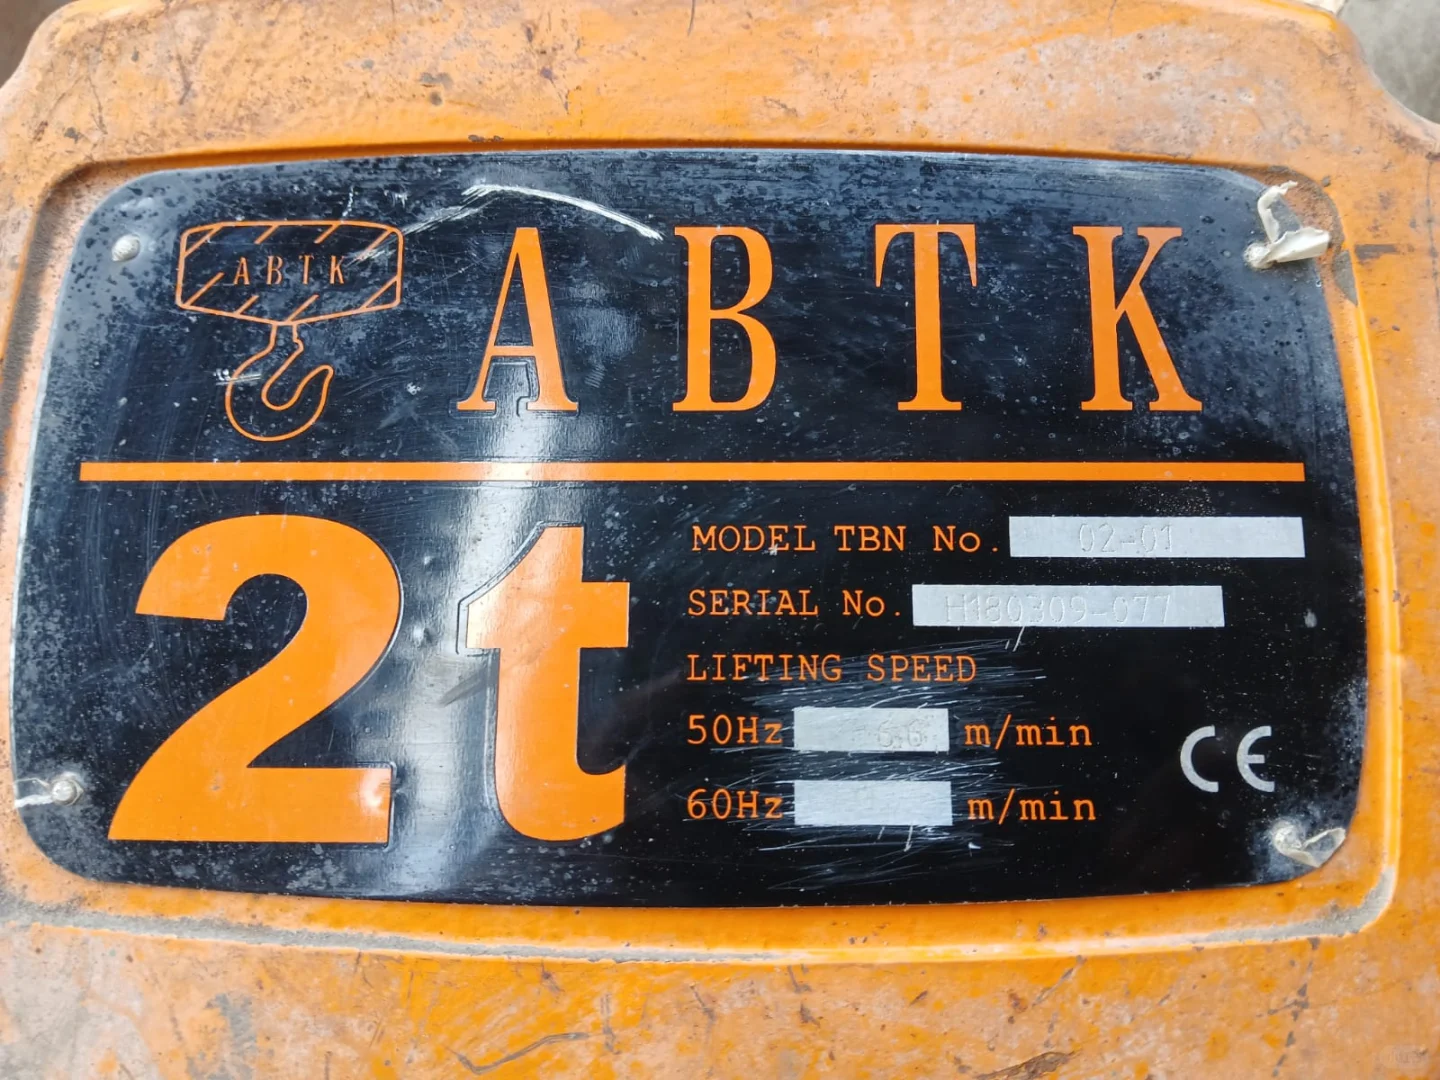 ABTK
ABTK
2t
MODEL TBN No. 02-01
SERIAL No. H180309-077
LIFTING SPEED
50Hz 6.6 m/min
60Hz m/min
CE